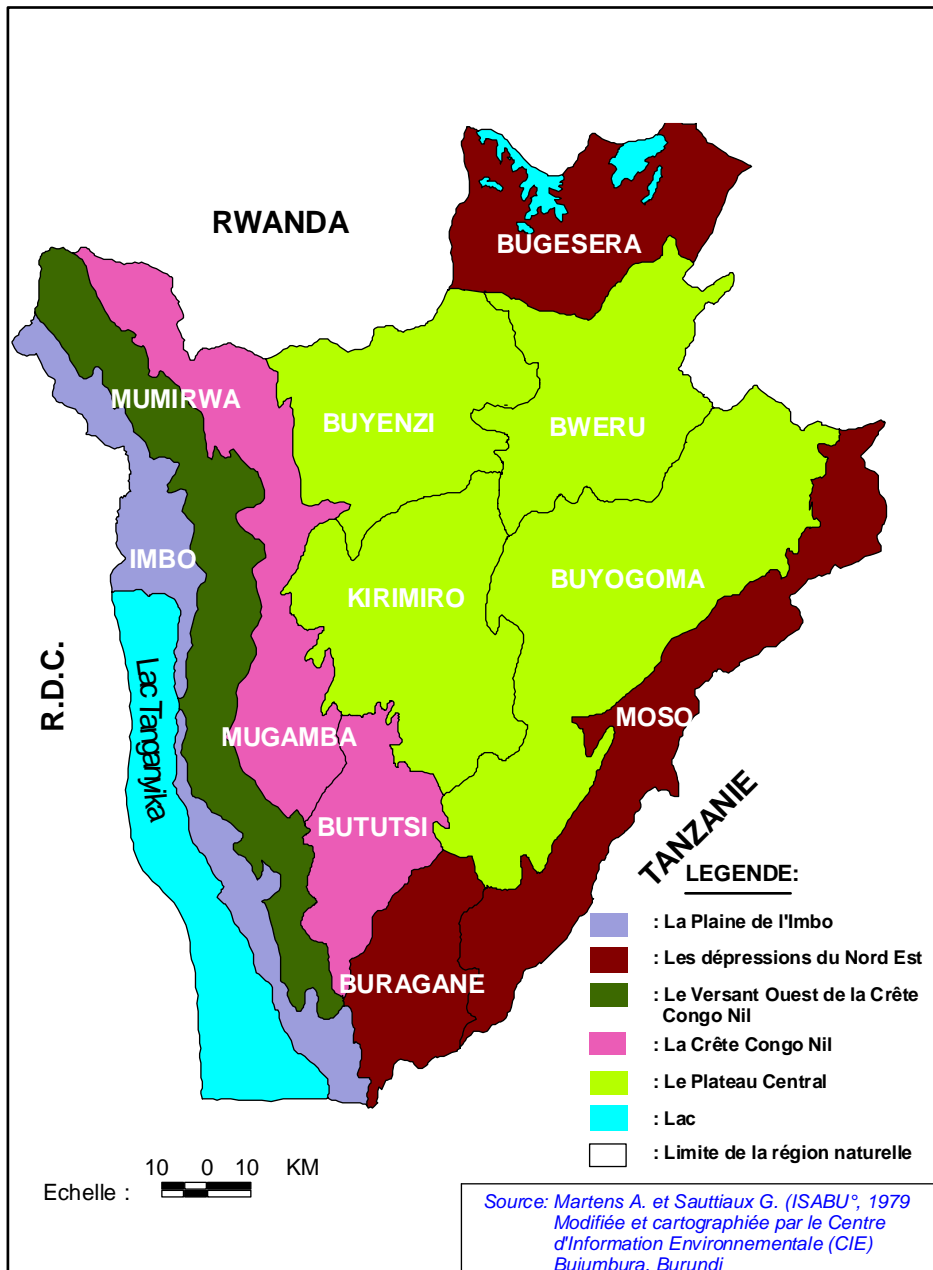 RWANDA
BUGESERA
MUMIRWA
BUYENZI
BWERU
IMBO
KIRIMIRO
BUYOGOMA
R.D.C.
Lac Tanganyika
MOSO
MUGAMBA
TANZANIE
BUTUTSI
BURAGANE
LEGENDE:
: La Plaine de l'Imbo
: Les dépressions du Nord Est
: Le Versant Ouest de la Crête
Congo Nil
: La Crête Congo Nil
: Le Plateau Central
: Lac
: Limite de la région naturelle
10 0 10 KM
Echelle :
Source: Martens A. et Sauttiaux G. (ISABU°, 1979
Modifiée et cartographiée par le Centre
d'Information Environnementale (CIE)
Bujumbura, Burundi